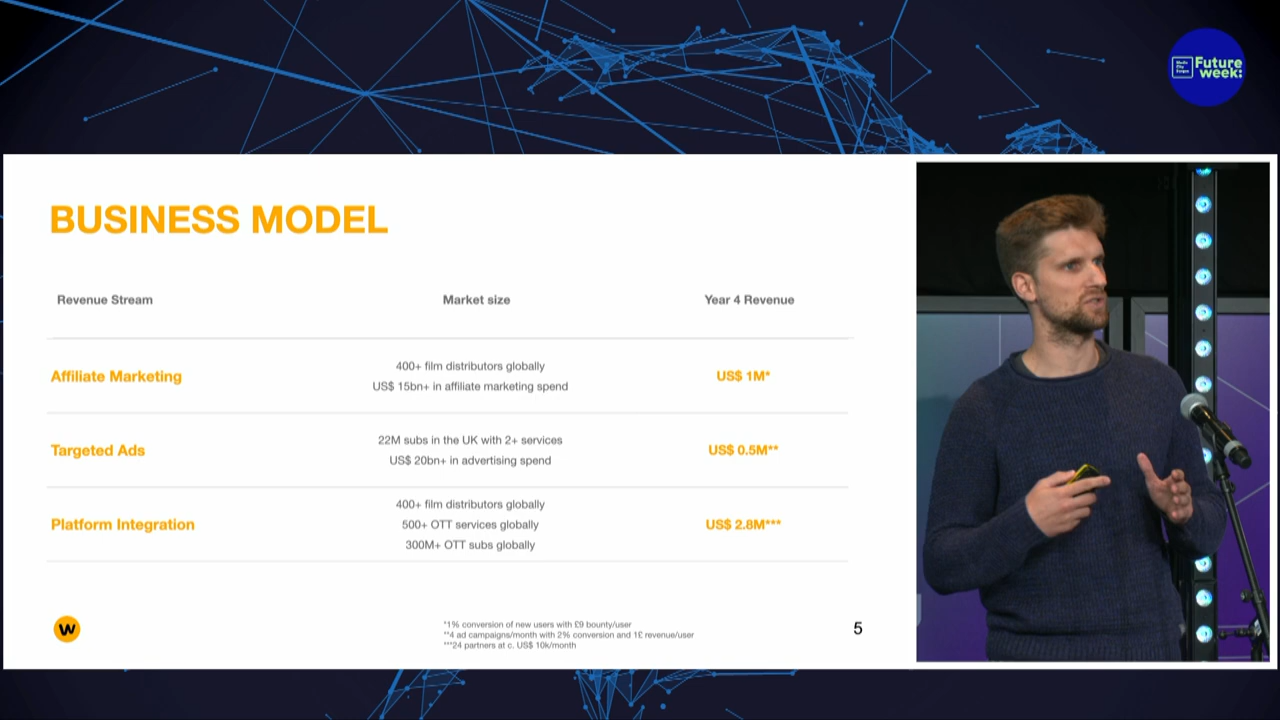 Media
City
Bergen
Future
week:
BUSINESS MODEL
Revenue Stream Market size Year 4 Revenue
400+ film distributors globally
Affiliate Marketing US$ 1M*
US$ 15bn+ in affiliate marketing spend
22M subs in the UK with 2+ services
Targeted Ads US$ 0.5M**
US$ 20bn+ in advertising spend
400+ film distributors globally
Platform Integration 500+ OTT services globally US$ 2.8M***
300M+ OTT subs globally
W
*1% conversion of new users with £9 bounty/user
**4 ad campaigns/month with 2% conversion and 1£ revenue/user
***24 partners at c. US$ 10k/month
5